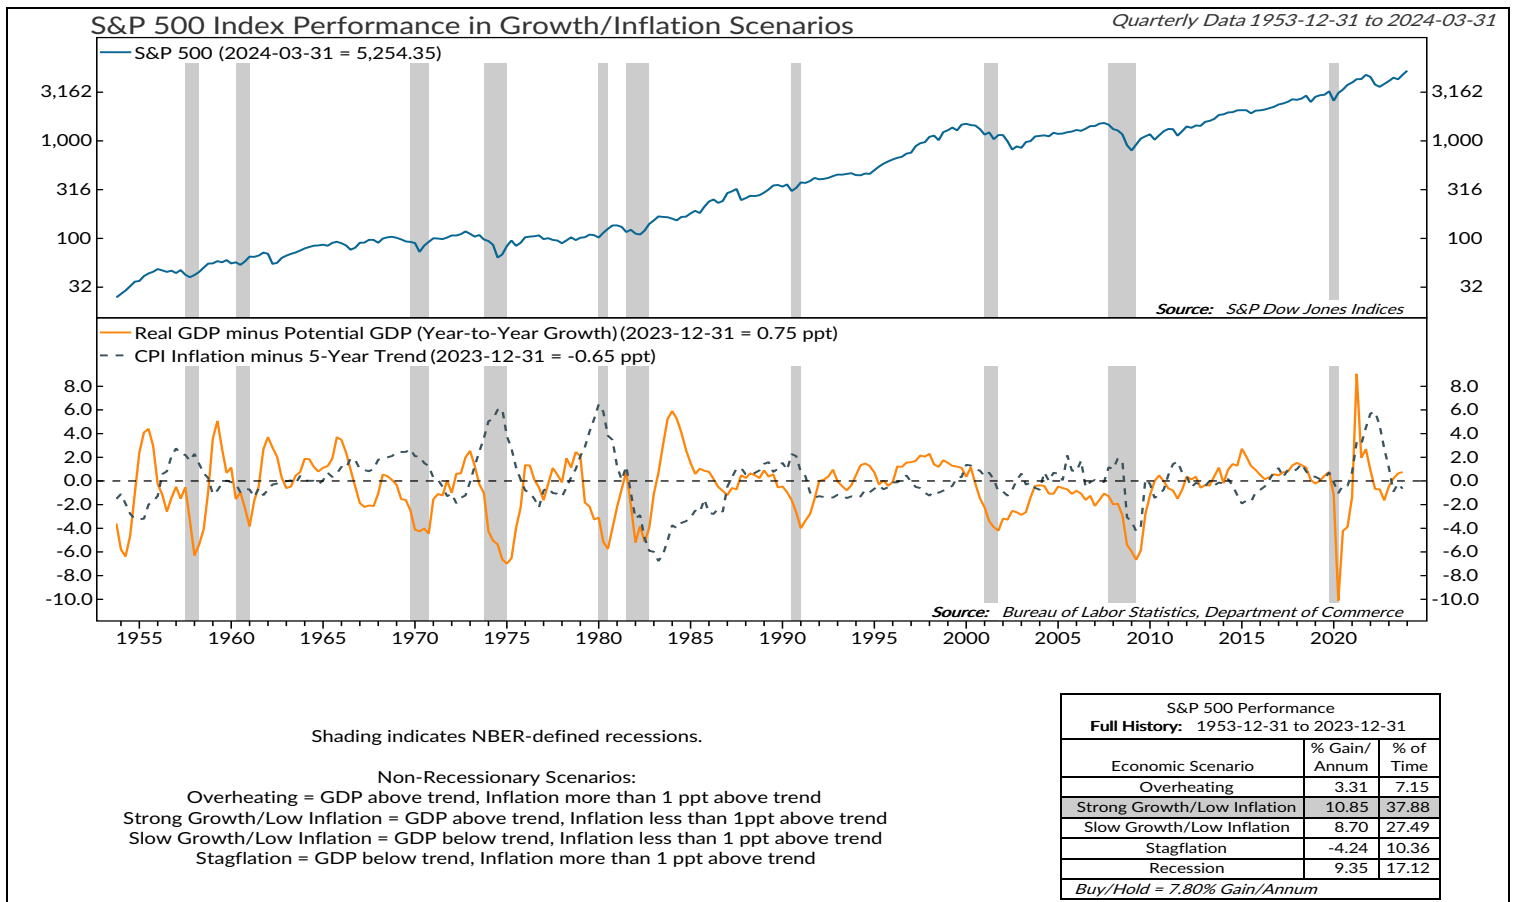 S&P 500 Index Performance in Growth/Inflation Scenarios
Quarterly Data 1953-12-31 to 2024-03-31
S&P 500 (2024-03-31 = 5,254.35)
3,162 3,162
1,000 1,000
316 316
100 100
32 32
Source: S&P Dow Jones Indices
Real GDP minus Potential GDP (Year-to-Year Growth) (2023-12-31 = 0.75 ppt)
CPI Inflation minus 5-Year Trend (2023-12-31 = -0.65 ppt)
8.0 8.0
6.0 6.0
4.0 4.0
2.0 2.0
0.0 0.0
-2.0 -2.0
-4.0 -4.0
-6.0 -6.0
-8.0 -8.0
-10.0 -10.0
Source: Bureau of Labor Statistics, Department of Commerce
1955 1960 1965 1970 1975 1980 1985 1990 1995 2000 2005 2010 2015 2020
Shading indicates NBER-defined recessions.
Non-Recessionary Scenarios:
Overheating = GDP above trend, Inflation more than 1 ppt above trend
Strong Growth/Low Inflation = GDP above trend, Inflation less than 1ppt above trend
Slow Growth/Low Inflation = GDP below trend, Inflation less than 1 ppt above trend
Stagflation = GDP below trend, Inflation more than 1 ppt above trend
S&P 500 Performance
Full History: 1953-12-31 to 2023-12-31
% Gain/ % of
Economic Scenario Annum Time
Overheating 3.31 7.15
Strong Growth/Low Inflation 10.85 37.88
Slow Growth/Low Inflation 8.70 27.49
Stagflation -4.24 10.36
Recession 9.35 17.12
Buy/Hold = 7.80% Gain/Annum